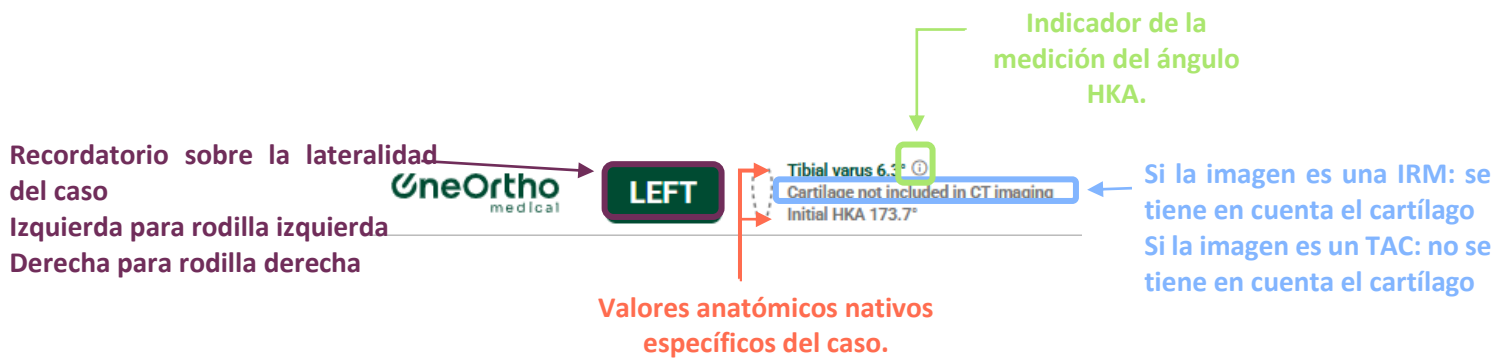 Indicador de la
medición del ángulo
HKA.
Recordatorio sobre la lateralidad
del caso
Izquierda para rodilla izquierda
Derecha para rodilla derecha
OneOrtho
medical
LEFT
Tibial varus 6.3°
Cartilage not included in CT imaging
Initial HKA 173.7°
Si la imagen es una IRM: se
tiene en cuenta el cartílago
Si la imagen es un TAC: no se
tiene en cuenta el cartílago
Valores anatómicos nativos
específicos del caso.